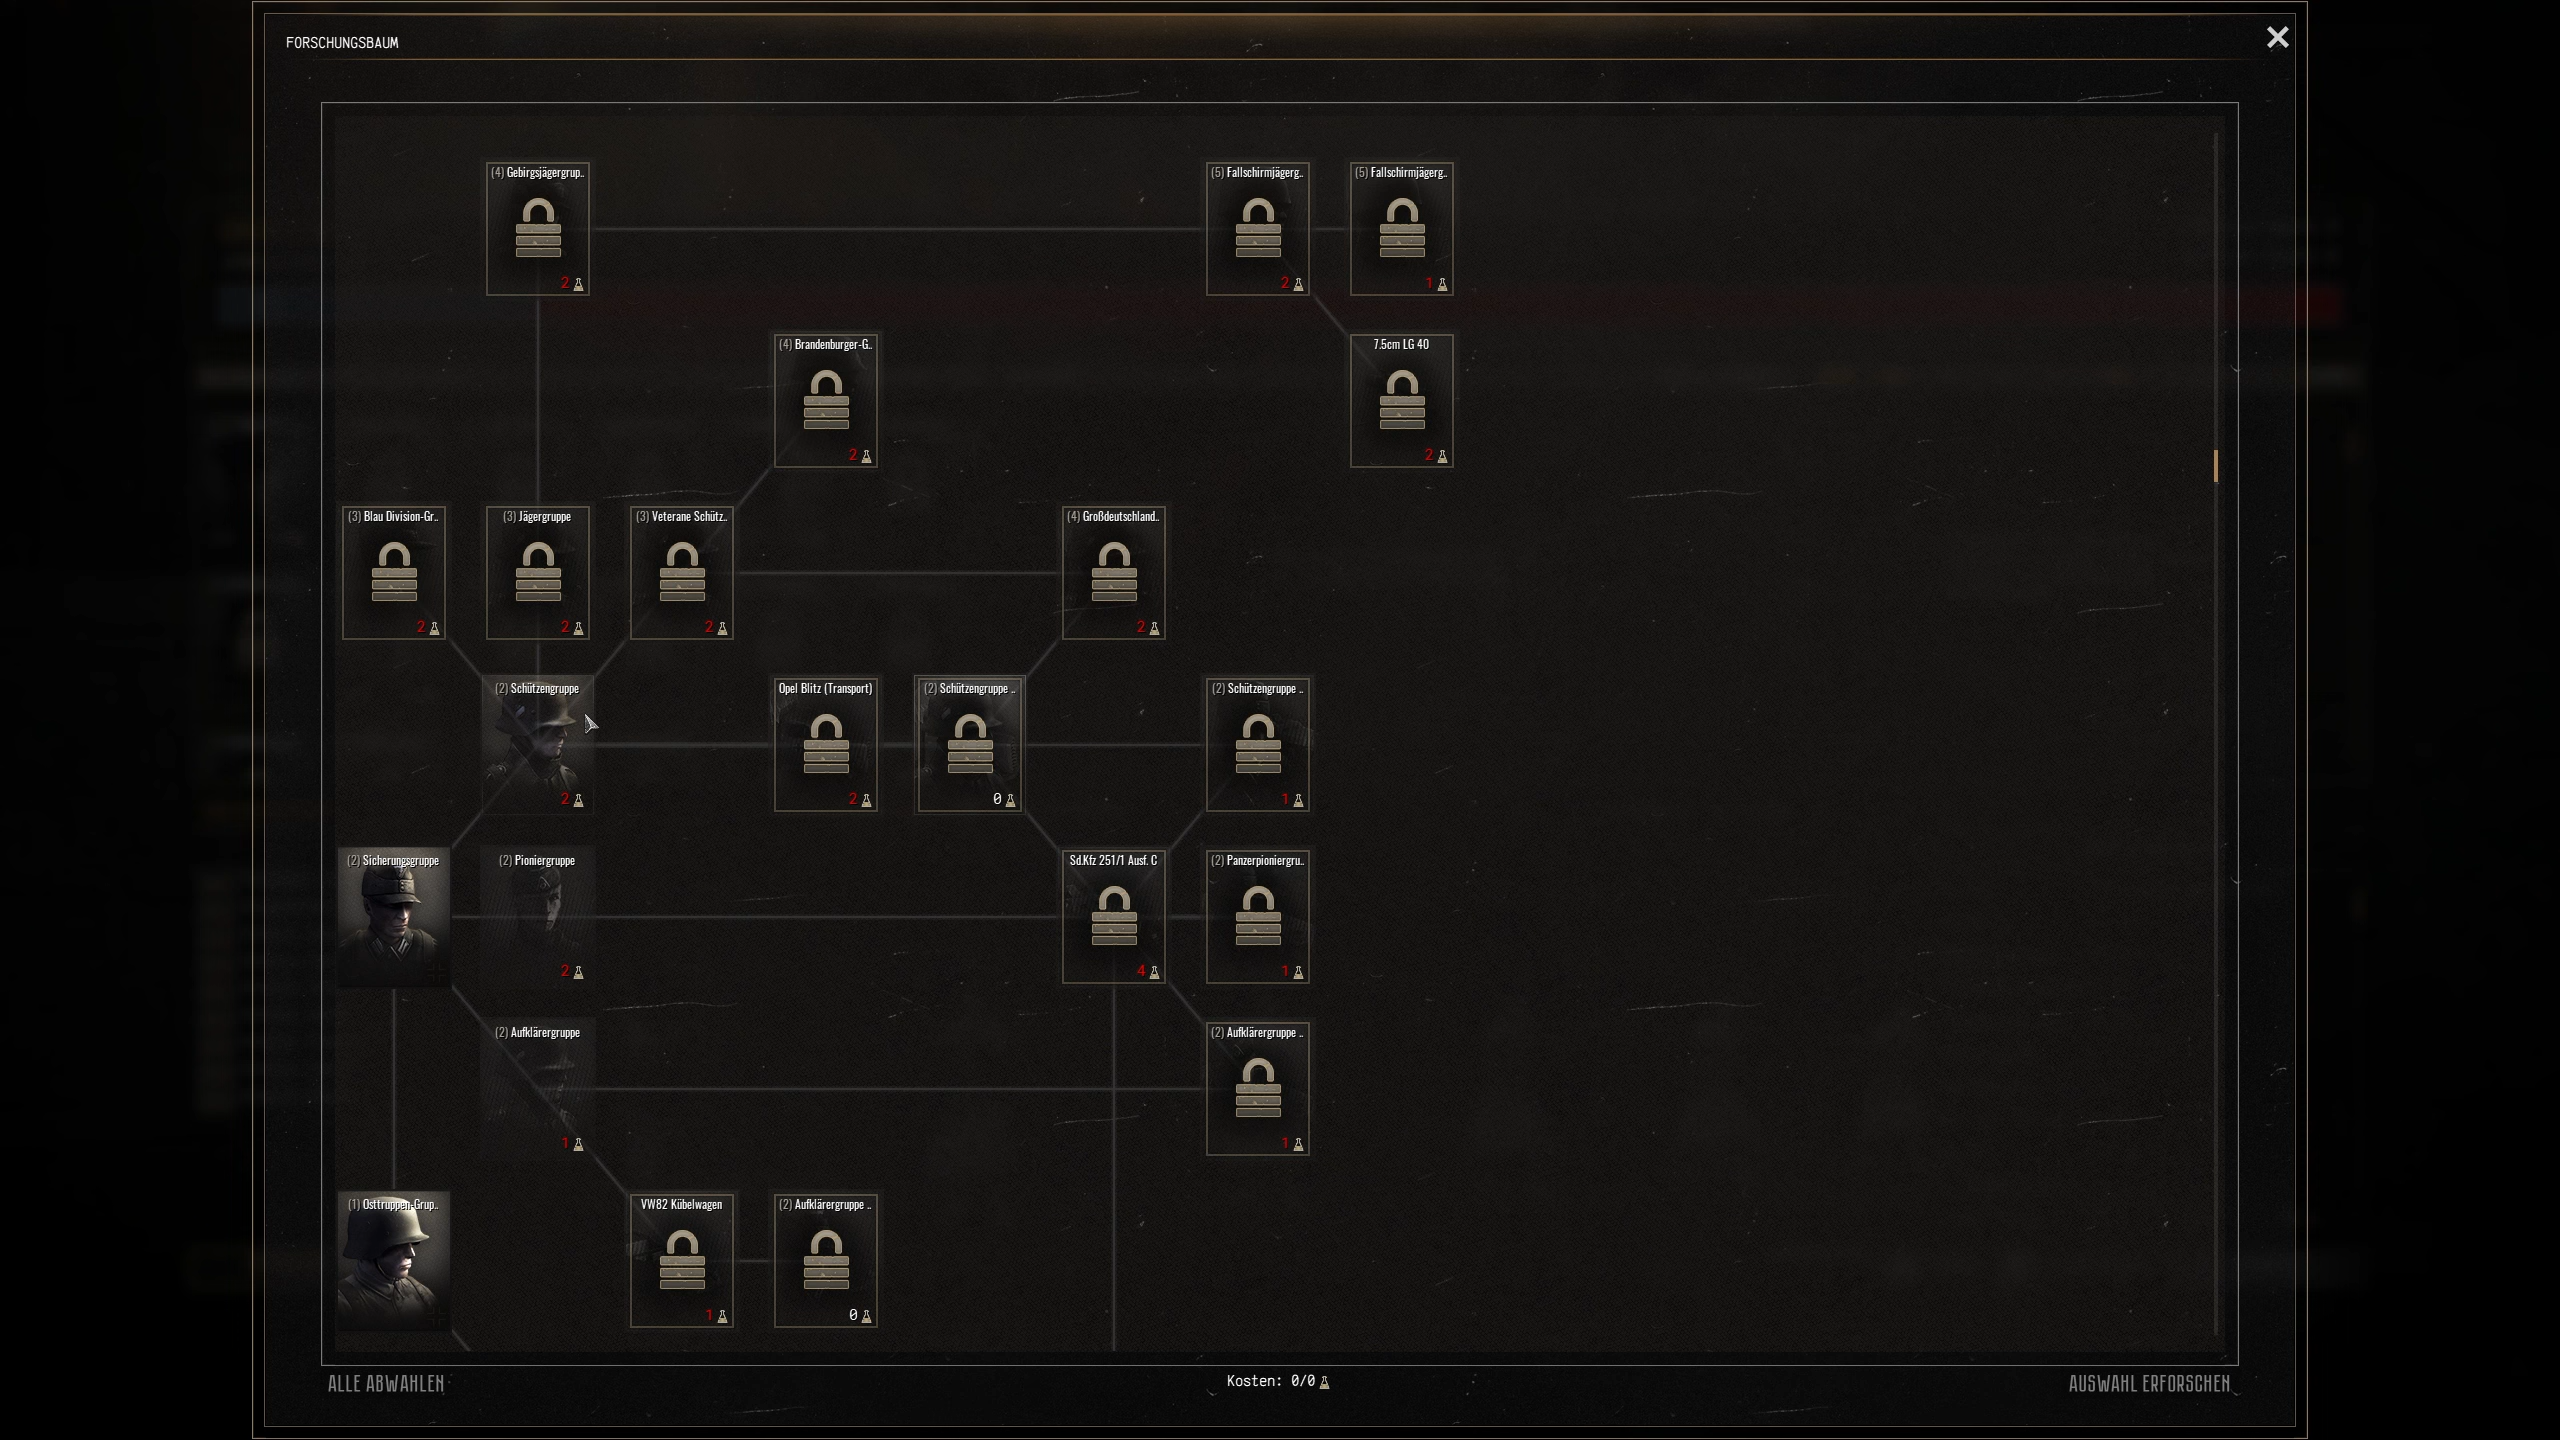 FORSCHUNGSBAUM
(4) Gebirgsjägergrup..
2
(5) Fallschirmjägerg..
2
(5) Fallschirmjägerg..
1
(4) Brandenburger-G..
2
7.5cm LG 40
2
(3) Blau Division-Gr..
2
(3) Jägergruppe
2
(3) Veterane Schütz..
2
(4) Großdeutschland..
2
(2) Schützengruppe
2
Opel Blitz (Transport)
2
(2) Schützengruppe ..
0
(2) Schützengruppe ..
1
(2) Sicherungsgruppe
(2) Pioniergruppe
2
Sd.Kfz 251/1 Ausf. C
4
(2) Panzerpioniergru..
1
(2) Aufklärergruppe
1
(2) Aufklärergruppe ..
1
(1) Osttruppen-Grup..
VW82 Kübelwagen
1
(2) Aufklärergruppe ..
0
ALLE ABWAHLEN
Kosten: 0/0
AUSWAHL ERFORSCHEN